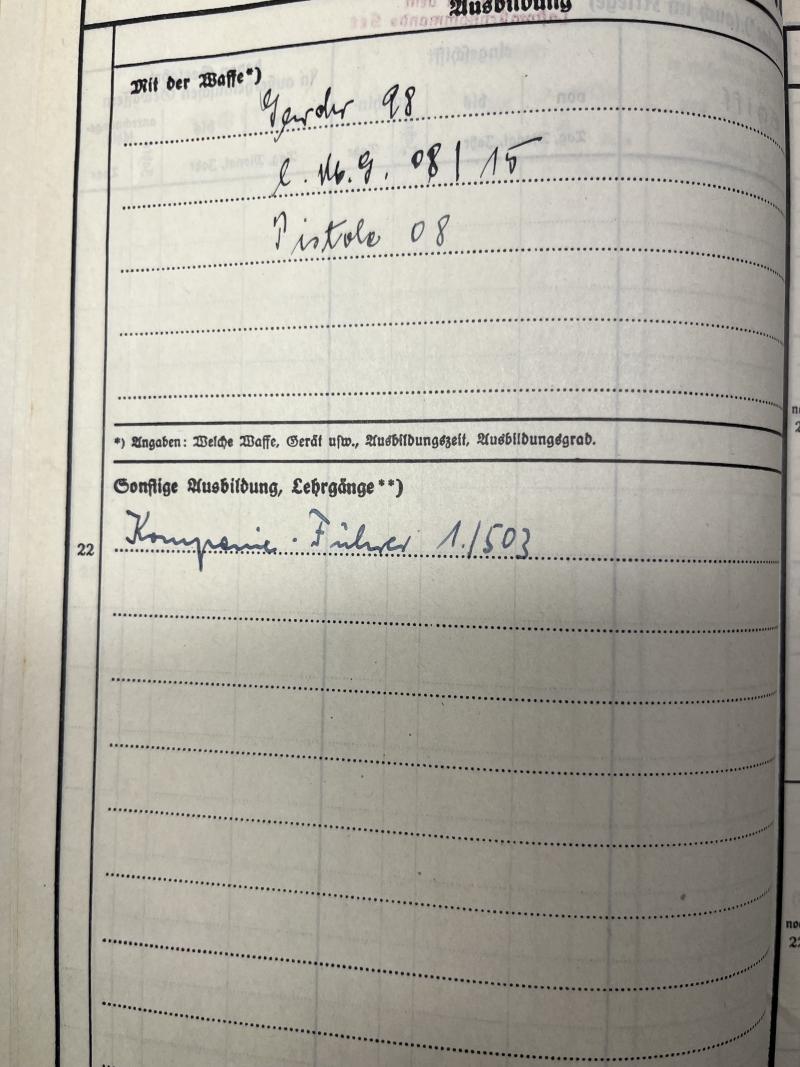 Ausbildung
Mit der Waffe*)
Gewehr 98
l. M.G. 08/15
Pistole 08
*) Angaben: Welche Waffe, Gerät usw., Ausbildungszeit, Ausbildungsgrad.
Sonstige Ausbildung, Lehrgänge**)
22
Kompanie-Führer 1./503